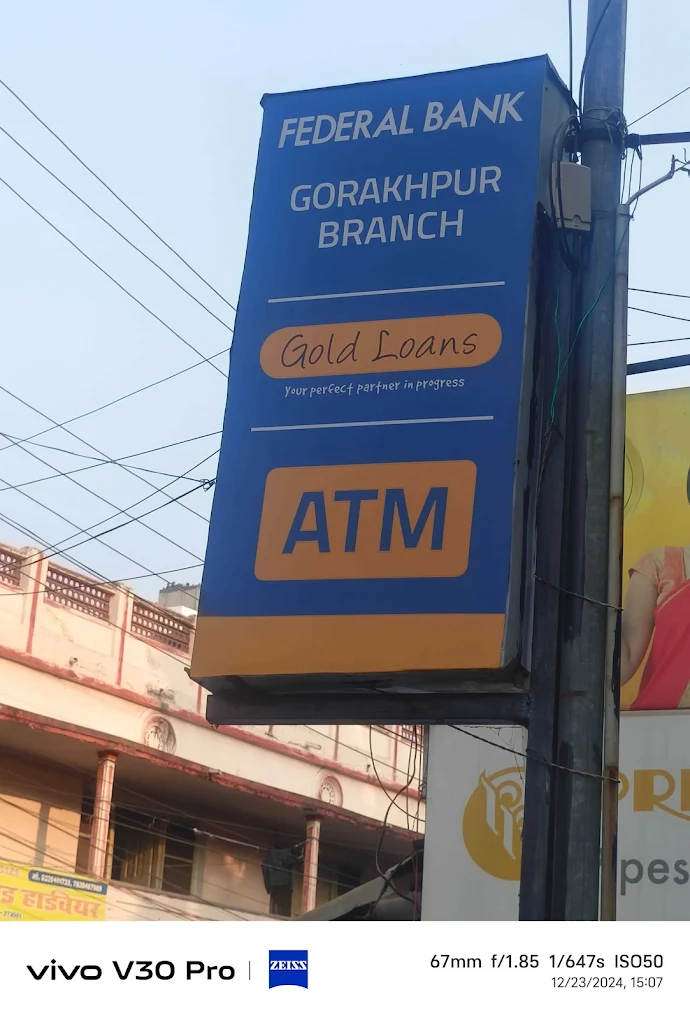 FEDERAL BANK
GORAKHPUR
BRANCH
Gold Loans
Your perfect partner in progress
ATM
हार्डवेयर
PRE
pes
vivo V30 Pro | ZEISS
67mm f/1.85 1/647s ISO50
12/23/2024, 15:07